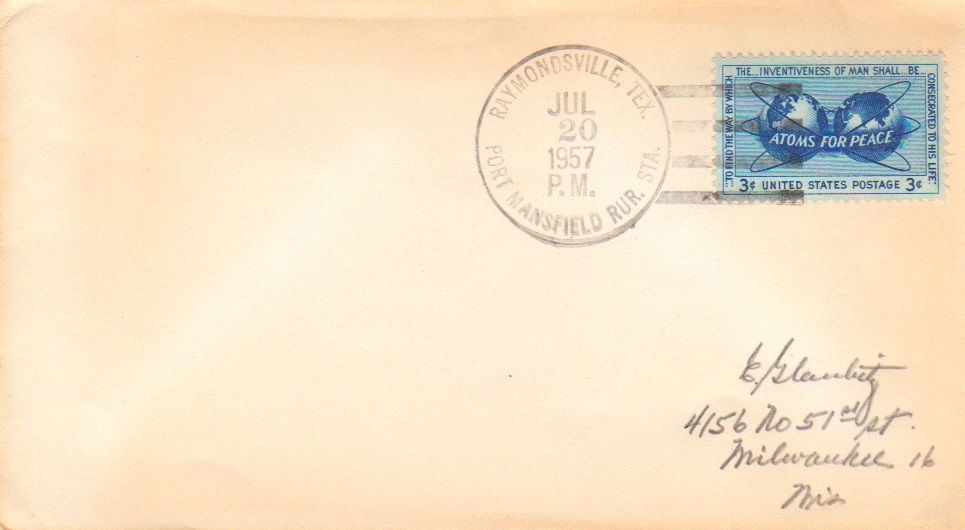 RAYMONDSVILLE, TEX.
JUL
20
1957
P.M.
PORT MANSFIELD RUR. STA.
TO FIND THE WAY BY WHICH
THE...INVENTIVENESS OF MAN SHALL...BE
CONSECRATED TO HIS LIFE.
ATOMS FOR PEACE
3¢ UNITED STATES POSTAGE 3¢
E. Glaubitz
4156 No 51st st.
Milwaukee 16
Wis